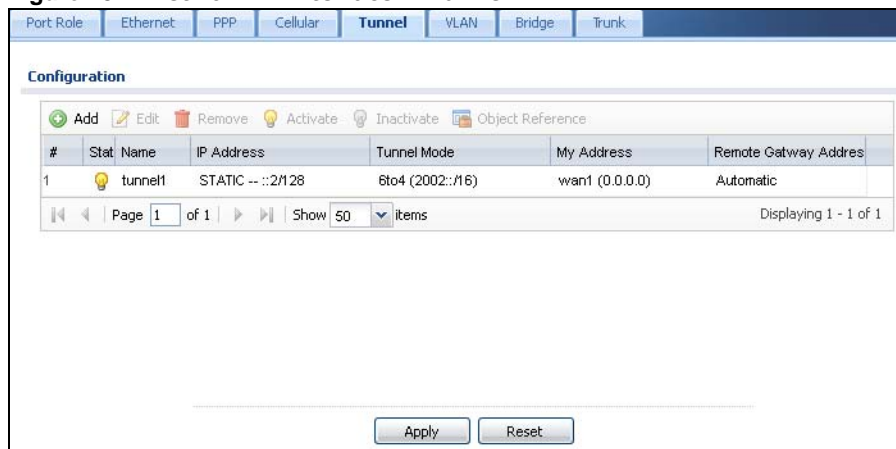 Port Role Ethernet PPP Cellular Tunnel VLAN Bridge Trunk
Configuration
Add Edit Remove Activate Inactivate Object Reference
# Stat Name IP Address Tunnel Mode My Address Remote Gatway Addres
1 tunnel1 STATIC -- ::2/128 6to4 (2002::/16) wan1 (0.0.0.0) Automatic
Page 1 of 1 Show 50 items Displaying 1 - 1 of 1
Apply Reset